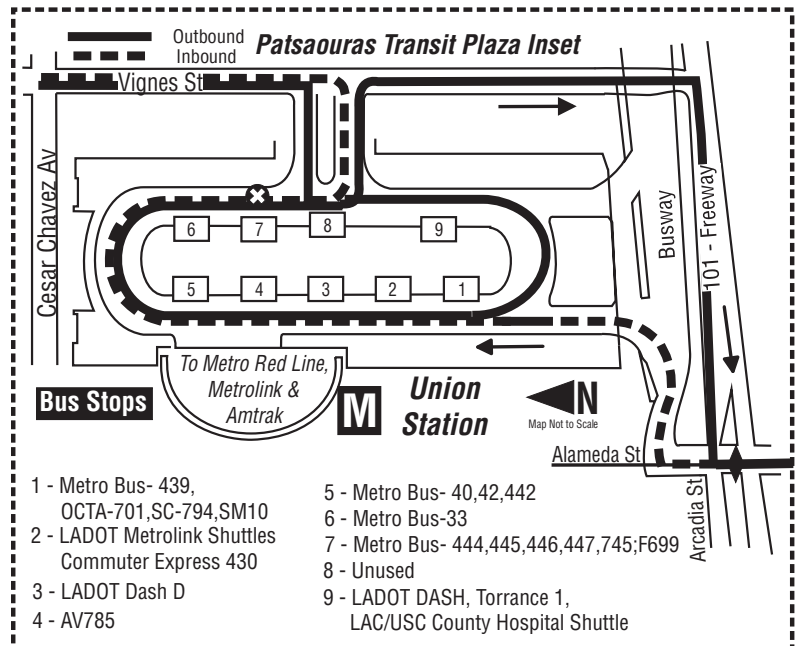 Outbound
Inbound
Patsaouras Transit Plaza Inset
Vignes St
Cesar Chavez Av
Busway
101 - Freeway
6
7
8
9
5
4
3
2
1
To Metro Red Line,
Metrolink &
Amtrak
Bus Stops
M
Union
Station
N
Map Not to Scale
Alameda St
Arcadia St
1 - Metro Bus- 439,
OCTA-701,SC-794,SM10
2 - LADOT Metrolink Shuttles
Commuter Express 430
3 - LADOT Dash D
4 - AV785
5 - Metro Bus- 40,42,442
6 - Metro Bus-33
7 - Metro Bus- 444,445,446,447,745;F699
8 - Unused
9 - LADOT DASH, Torrance 1,
LAC/USC County Hospital Shuttle